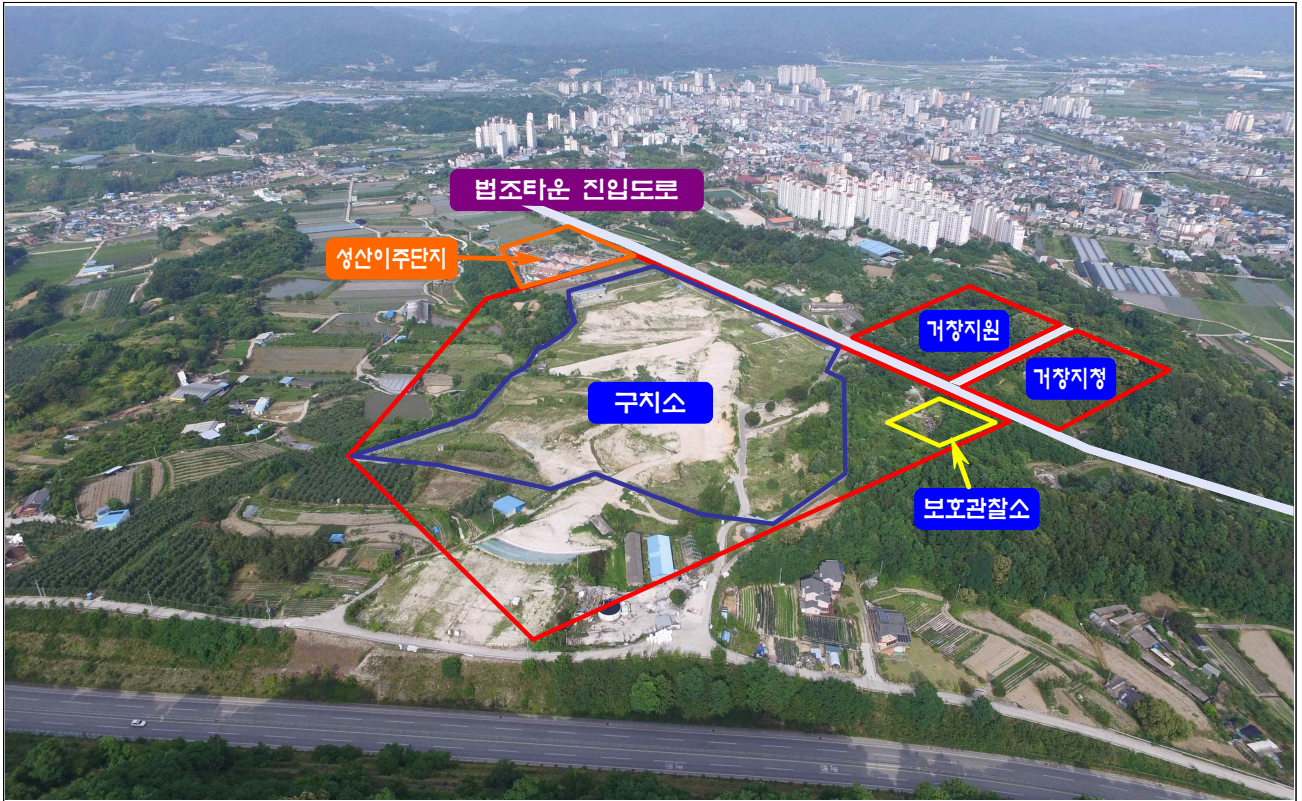 법조타운 진입도로
성산이주단지
거창지원
거창지청
구치소
보호관찰소